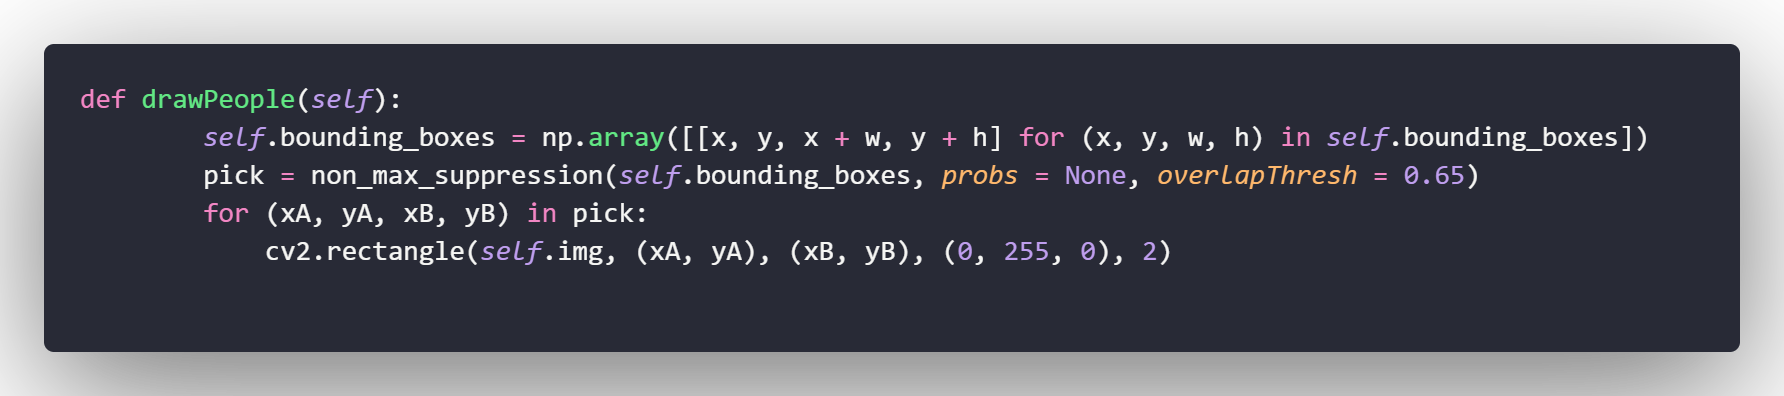 def drawPeople(self):
        self.bounding_boxes = np.array([[x, y, x + w, y + h] for (x, y, w, h) in self.bounding_boxes])
        pick = non_max_suppression(self.bounding_boxes, probs = None, overlapThresh = 0.65)
        for (xA, yA, xB, yB) in pick:
            cv2.rectangle(self.img, (xA, yA), (xB, yB), (0, 255, 0), 2)